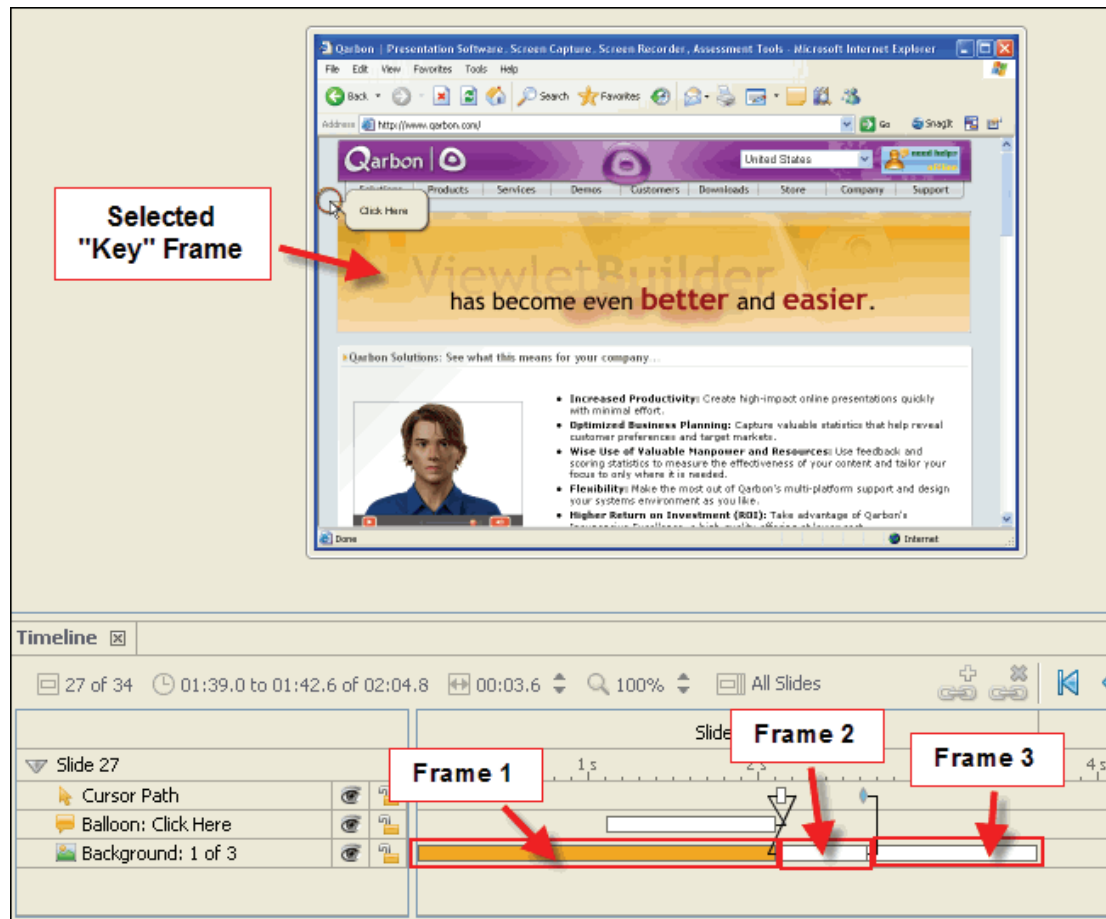 Qarbon | Presentation Software, Screen Capture, Screen Recorder, Assessment Tools - Microsoft Internet Explorer
File Edit View Favorites Tools Help
Back Search Favorites
Address http://www.qarbon.com/ Go SnagIt
Qarbon United States need help?
Solutions Products Services Demos Customers Downloads Store Company Support
Click Here
Selected
"Key" Frame
ViewletBuilder
has become even better and easier.
Qarbon Solutions: See what this means for your company...
• Increased Productivity: Create high-impact online presentations quickly
with minimal effort.
• Optimized Business Planning: Capture valuable statistics that help reveal
customer preferences and target markets.
• Wise Use of Valuable Manpower and Resources: Use feedback and
scoring statistics to measure the effectiveness of your content and tailor your
focus to only where it is needed.
• Flexibility: Make the most out of Qarbon's multi-platform support and design
your systems environment as you like.
• Higher Return on Investment (ROI): Take advantage of Qarbon's
Done Internet
Timeline
27 of 34 01:39.0 to 01:42.6 of 02:04.8 00:03.6 100% All Slides
Slide
Frame 1
Frame 2
Frame 3
Slide 27 1s 2s 4s
Cursor Path
Balloon: Click Here
Background: 1 of 3